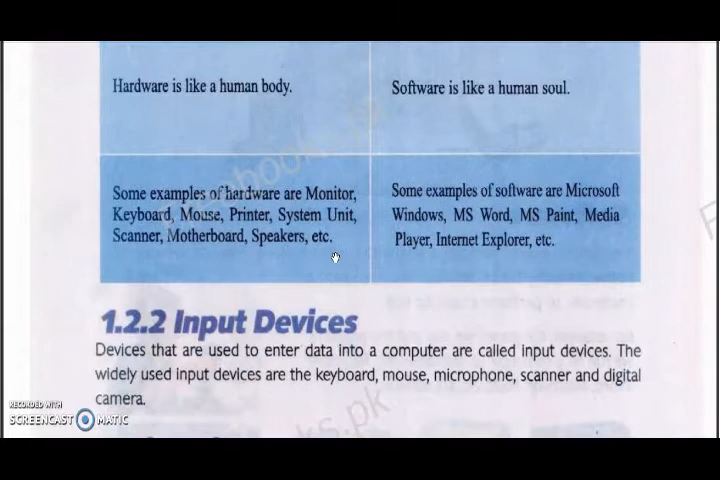 Hardware is like a human body.
Software is like a human soul.
Some examples of hardware are Monitor,
Keyboard, Mouse, Printer, System Unit,
Scanner, Motherboard, Speakers, etc.
Some examples of software are Microsoft
Windows, MS Word, MS Paint, Media
Player, Internet Explorer, etc.
1.2.2 Input Devices
Devices that are used to enter data into a computer are called input devices. The
widely used input devices are the keyboard, mouse, microphone, scanner and digital
camera.
RECORDED WITH
SCREENCAST MATIC